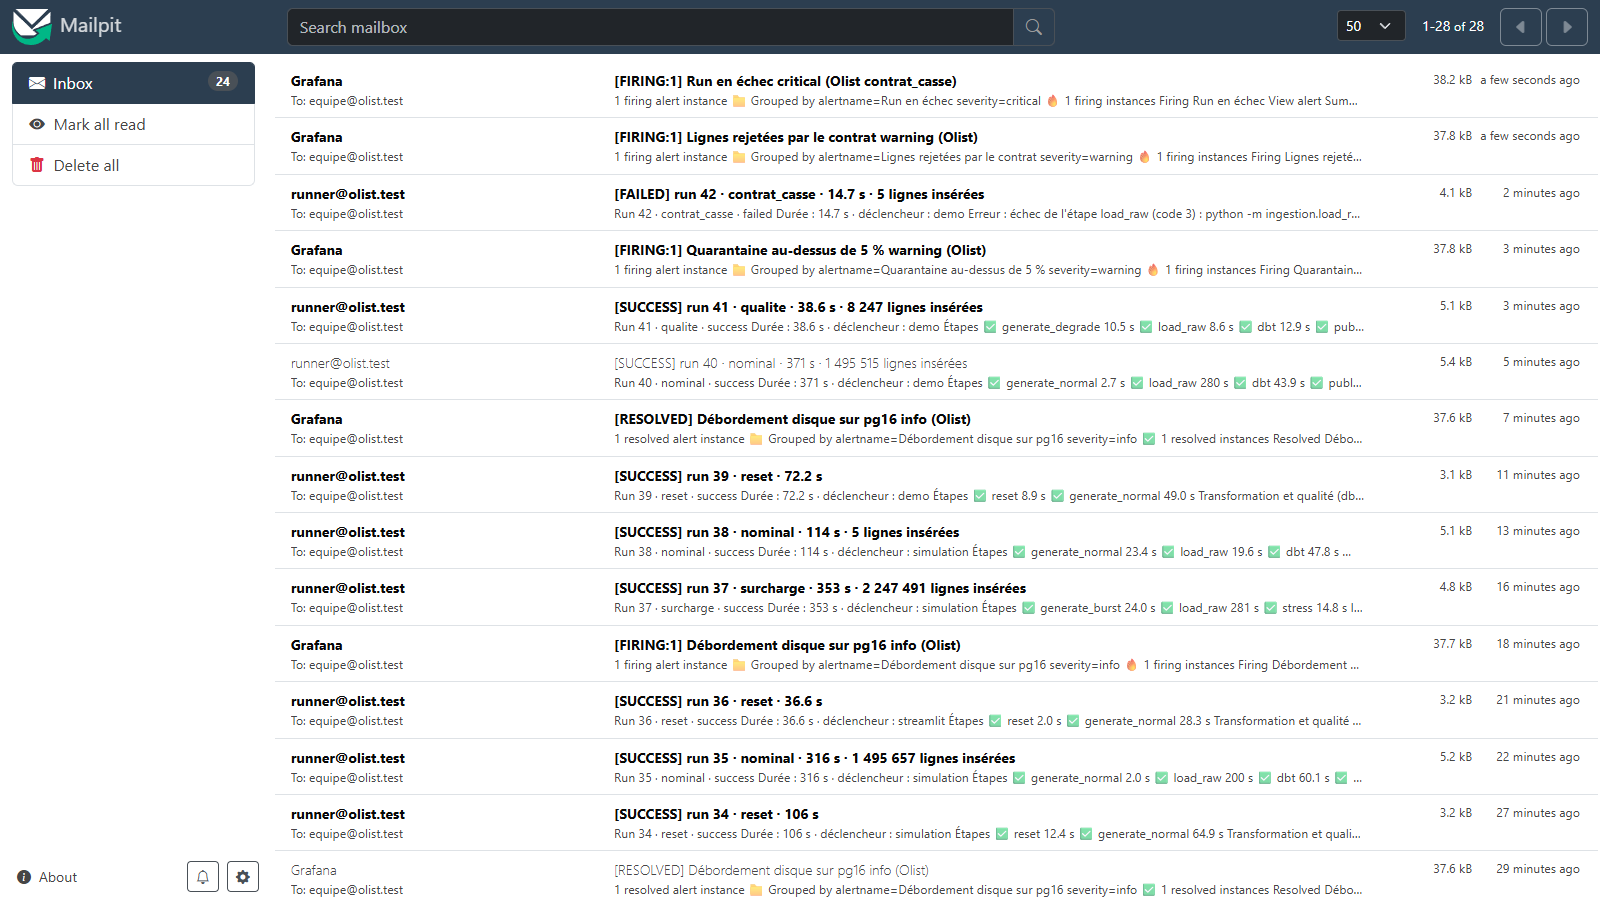 Mailpit
Search mailbox
50
1-28 of 28
Inbox 24
Mark all read
Delete all
Grafana [FIRING:1] Run en échec critical (Olist contrat_casse) 38.2 kB a few seconds ago
To: equipe@olist.test 1 firing alert instance 📁 Grouped by alertname=Run en échec severity=critical 🔥 1 firing instances Firing Run en échec View alert Sum...
Grafana [FIRING:1] Lignes rejetées par le contrat warning (Olist) 37.8 kB a few seconds ago
To: equipe@olist.test 1 firing alert instance 📁 Grouped by alertname=Lignes rejetées par le contrat severity=warning 🔥 1 firing instances Firing Lignes rejeté...
runner@olist.test [FAILED] run 42 · contrat_casse · 14.7 s · 5 lignes insérées 4.1 kB 2 minutes ago
To: equipe@olist.test Run 42 · contrat_casse · failed Durée : 14.7 s · déclencheur : demo Erreur : échec de l'étape load_raw (code 3) : python -m ingestion.load_r...
Grafana [FIRING:1] Quarantaine au-dessus de 5 % warning (Olist) 37.8 kB 3 minutes ago
To: equipe@olist.test 1 firing alert instance 📁 Grouped by alertname=Quarantaine au-dessus de 5 % severity=warning 🔥 1 firing instances Firing Quarantain...
runner@olist.test [SUCCESS] run 41 · qualite · 38.6 s · 8 247 lignes insérées 5.1 kB 3 minutes ago
To: equipe@olist.test Run 41 · qualite · success Durée : 38.6 s · déclencheur : demo Étapes ✅ generate_degrade 10.5 s ✅ load_raw 8.6 s ✅ dbt 12.9 s ✅ pub...
runner@olist.test [SUCCESS] run 40 · nominal · 371 s · 1 495 515 lignes insérées 5.4 kB 5 minutes ago
To: equipe@olist.test Run 40 · nominal · success Durée : 371 s · déclencheur : demo Étapes ✅ generate_normal 2.7 s ✅ load_raw 280 s ✅ dbt 43.9 s ✅ publ...
Grafana [RESOLVED] Débordement disque sur pg16 info (Olist) 37.6 kB 7 minutes ago
To: equipe@olist.test 1 resolved alert instance 📁 Grouped by alertname=Débordement disque sur pg16 severity=info ✅ 1 resolved instances Resolved Débo...
runner@olist.test [SUCCESS] run 39 · reset · 72.2 s 3.1 kB 11 minutes ago
To: equipe@olist.test Run 39 · reset · success Durée : 72.2 s · déclencheur : demo Étapes ✅ reset 8.9 s ✅ generate_normal 49.0 s Transformation et qualité (db...
runner@olist.test [SUCCESS] run 38 · nominal · 114 s · 5 lignes insérées 5.1 kB 13 minutes ago
To: equipe@olist.test Run 38 · nominal · success Durée : 114 s · déclencheur : simulation Étapes ✅ generate_normal 23.4 s ✅ load_raw 19.6 s ✅ dbt 47.8 s ...
runner@olist.test [SUCCESS] run 37 · surcharge · 353 s · 2 247 491 lignes insérées 4.8 kB 16 minutes ago
To: equipe@olist.test Run 37 · surcharge · success Durée : 353 s · déclencheur : simulation Étapes ✅ generate_burst 24.0 s ✅ load_raw 281 s ✅ stress 14.8 s l...
Grafana [FIRING:1] Débordement disque sur pg16 info (Olist) 37.7 kB 18 minutes ago
To: equipe@olist.test 1 firing alert instance 📁 Grouped by alertname=Débordement disque sur pg16 severity=info 🔥 1 firing instances Firing Débordement ...
runner@olist.test [SUCCESS] run 36 · reset · 36.6 s 3.2 kB 21 minutes ago
To: equipe@olist.test Run 36 · reset · success Durée : 36.6 s · déclencheur : streamlit Étapes ✅ reset 2.0 s ✅ generate_normal 28.3 s Transformation et qualité ...
runner@olist.test [SUCCESS] run 35 · nominal · 316 s · 1 495 657 lignes insérées 5.2 kB 22 minutes ago
To: equipe@olist.test Run 35 · nominal · success Durée : 316 s · déclencheur : simulation Étapes ✅ generate_normal 2.0 s ✅ load_raw 200 s ✅ dbt 60.1 s ✅ ...
runner@olist.test [SUCCESS] run 34 · reset · 106 s 3.2 kB 27 minutes ago
To: equipe@olist.test Run 34 · reset · success Durée : 106 s · déclencheur : simulation Étapes ✅ reset 12.4 s ✅ generate_normal 64.9 s Transformation et quali...
Grafana [RESOLVED] Débordement disque sur pg16 info (Olist) 37.6 kB 29 minutes ago
To: equipe@olist.test 1 resolved alert instance 📁 Grouped by alertname=Débordement disque sur pg16 severity=info ✅ 1 resolved instances Resolved Débo...
About